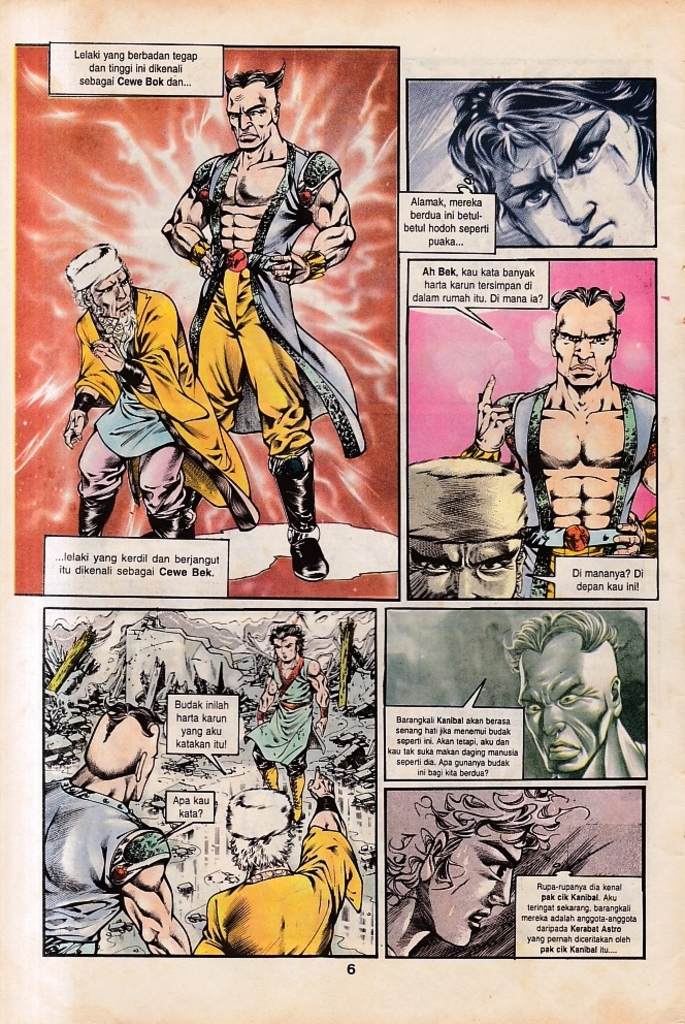 Lelaki yang berbadan tegap
dan tinggi ini dikenali
sebagai Cewe Bok dan...
...lelaki yang kerdil dan berjangut
itu dikenali sebagai Cewe Bek.
Alamak, mereka
berdua ini betul-
betul hodoh seperti
puaka...
Ah Bek, kau kata banyak
harta karun tersimpan di
dalam rumah itu. Di mana ia?
Di mananya? Di
depan kau ini!
Budak inilah
harta karun
yang aku
katakan itu!
Apa kau
kata?
Barangkali Kanibal akan berasa
senang hati jika menemui budak
seperti ini. Akan tetapi, aku dan
kau tak suka makan daging manusia
seperti dia. Apa gunanya budak
ini bagi kita berdua?
Rupa-rupanya dia kenal
pak cik Kanibal. Aku
teringat sekarang, barangkali
mereka adalah anggota-anggota
daripada Kerabat Astro
yang pernah diceritakan oleh
pak cik Kanibal itu....
6